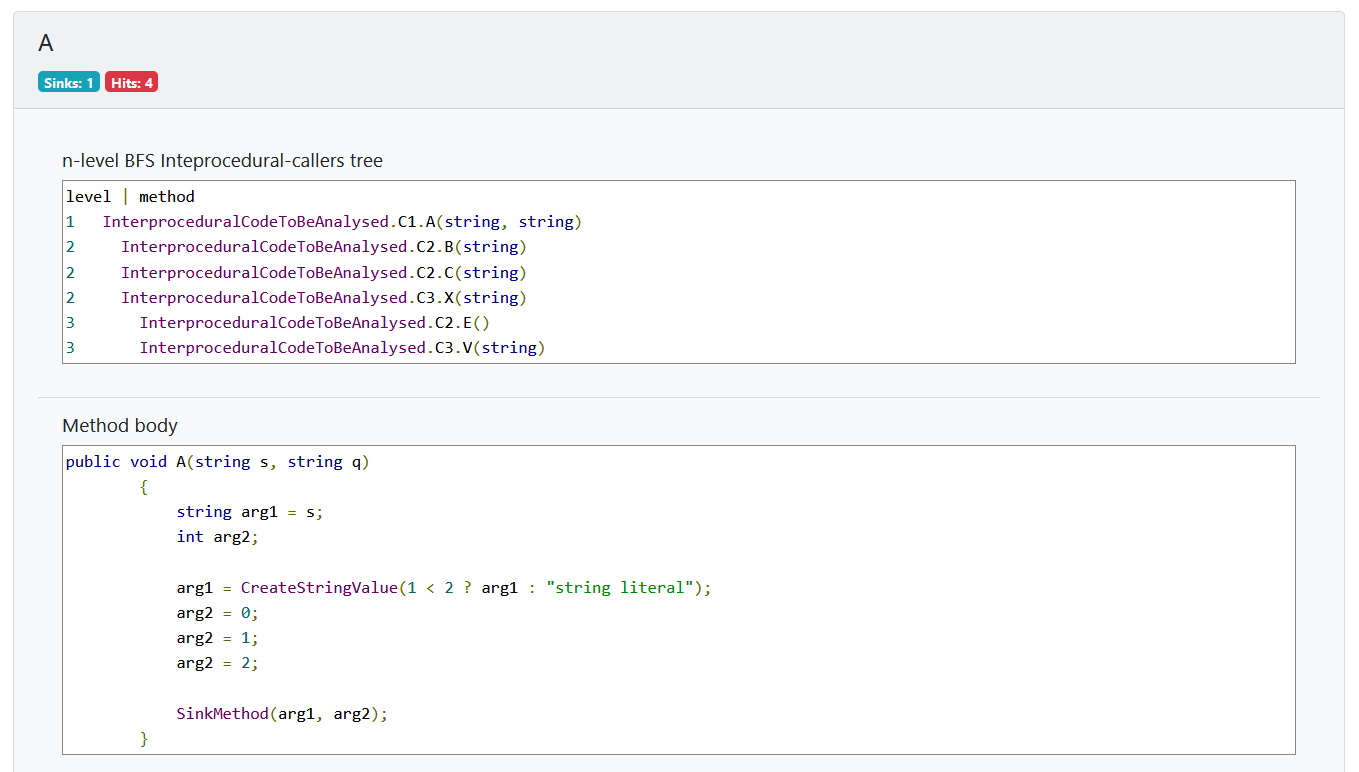 A
Sinks: 1 Hits: 4
n-level BFS Inteprocedural-callers tree
level | method
1 InterproceduralCodeToBeAnalysed.C1.A(string, string)
2 InterproceduralCodeToBeAnalysed.C2.B(string)
2 InterproceduralCodeToBeAnalysed.C2.C(string)
2 InterproceduralCodeToBeAnalysed.C3.X(string)
3 InterproceduralCodeToBeAnalysed.C2.E()
3 InterproceduralCodeToBeAnalysed.C3.V(string)
Method body
public void A(string s, string q)
{
string arg1 = s;
int arg2;
arg1 = CreateStringValue(1 < 2 ? arg1 : "string literal");
arg2 = 0;
arg2 = 1;
arg2 = 2;
SinkMethod(arg1, arg2);
}